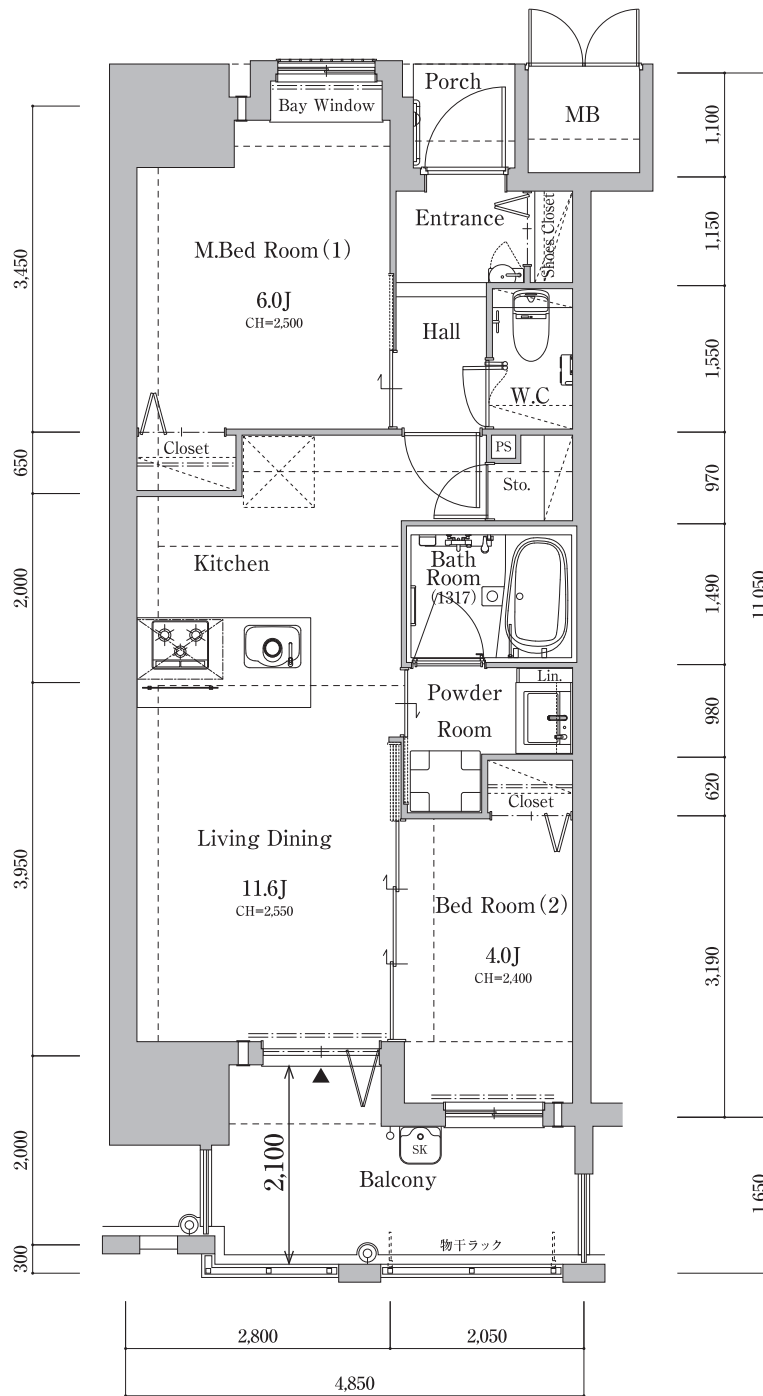 Porch
MB
Bay Window
1,100
Entrance
Shoes Closet
1,150
M.Bed Room(1)
6.0J
CH=2,500
3,450
Hall
W.C
1,550
Closet
PS
Sto.
650
970
Kitchen
Bath
Room
(1317)
2,000
1,490
11,050
Powder
Room
Lin.
980
620
Closet
Living Dining
11.6J
CH=2,550
3,950
Bed Room(2)
4.0J
CH=2,400
3,190
2,100
SK
Balcony
物干ラック
2,000
300
1,650
2,800
2,050
4,850